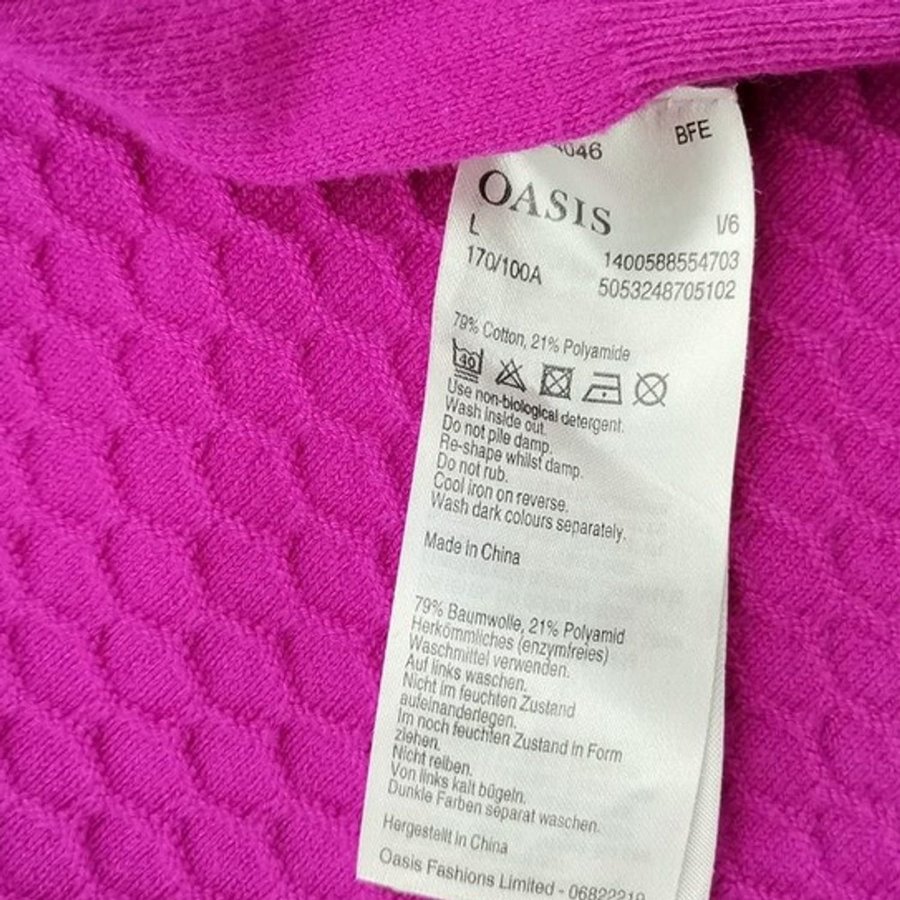 4046 BFE
OASIS
L I/6
170/100A 1400588554703
5053248705102
79% Cotton, 21% Polyamide
40
Use non-biological detergent.
Wash inside out.
Do not pile damp.
Re-shape whilst damp.
Do not rub.
Cool iron on reverse.
Wash dark colours separately.
Made in China
79% Baumwolle, 21% Polyamid
Herkömmliches (enzymfreies)
Waschmittel verwenden.
Auf links waschen.
Nicht im feuchten Zustand
aufeinanderlegen.
Im noch feuchten Zustand in Form
ziehen.
Nicht reiben.
Von links kalt bügeln.
Dunkle Farben separat waschen.
Hergestellt in China
Oasis Fashions Limited - 06822219